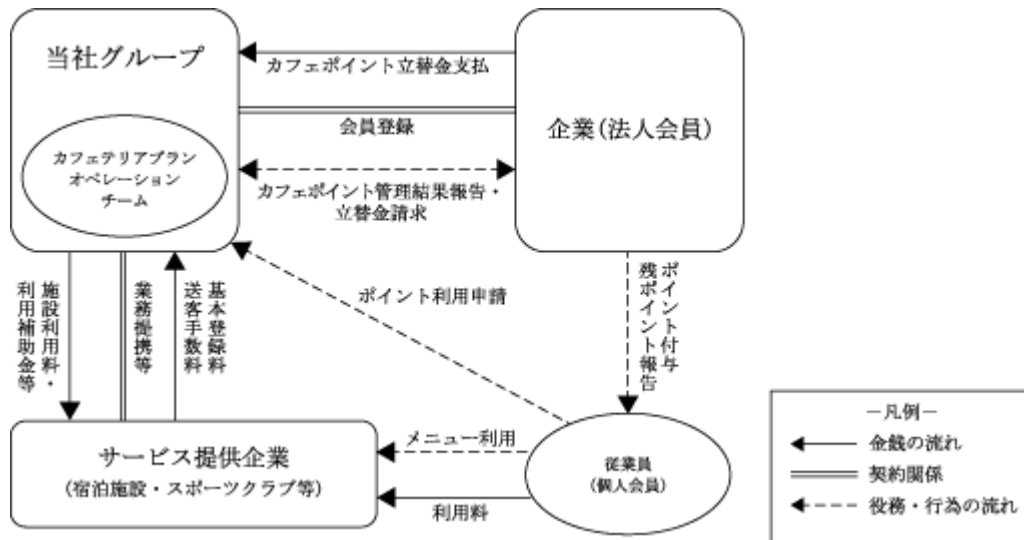 当社グループ
カフェテリアプラン
オペレーション
チーム
カフェポイント立替金支払
会員登録
カフェポイント管理結果報告・
立替金請求
企業(法人会員)
施設利用料・
利用補助金等
業務提携等
基本登録料
送客手数料
ポイント利用申請
ポイント付与
残ポイント報告
サービス提供企業
(宿泊施設・スポーツクラブ等)
メニュー利用
利用料
従業員
(個人会員)
―凡例―
金銭の流れ
契約関係
役務・行為の流れ